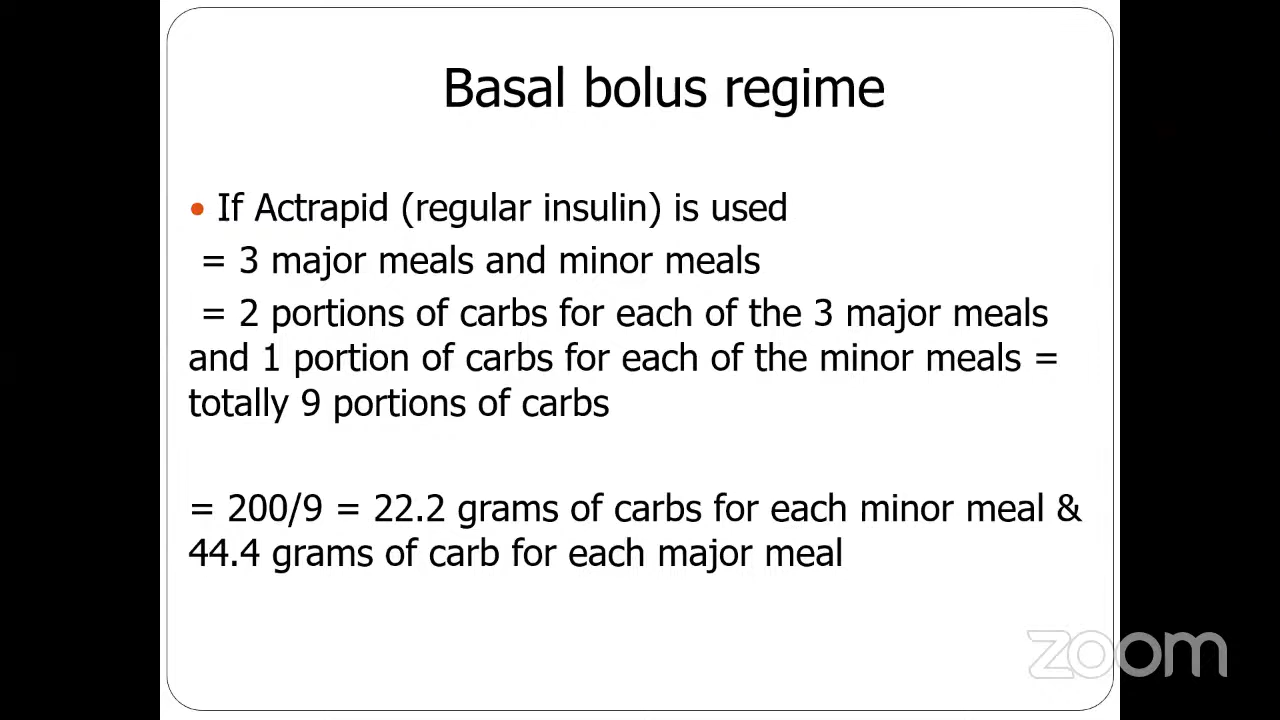 Basal bolus regime
• If Actrapid (regular insulin) is used
= 3 major meals and minor meals
= 2 portions of carbs for each of the 3 major meals
and 1 portion of carbs for each of the minor meals =
totally 9 portions of carbs
= 200/9 = 22.2 grams of carbs for each minor meal &
44.4 grams of carb for each major meal
zoom